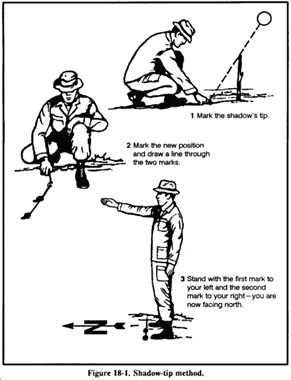 1 Mark the shadow's tip.
2 Mark the new position
and draw a line through
the two marks.
3 Stand with the first mark to
your left and the second
mark to your right—you are
now facing north.
N
Figure 18-1. Shadow-tip method.